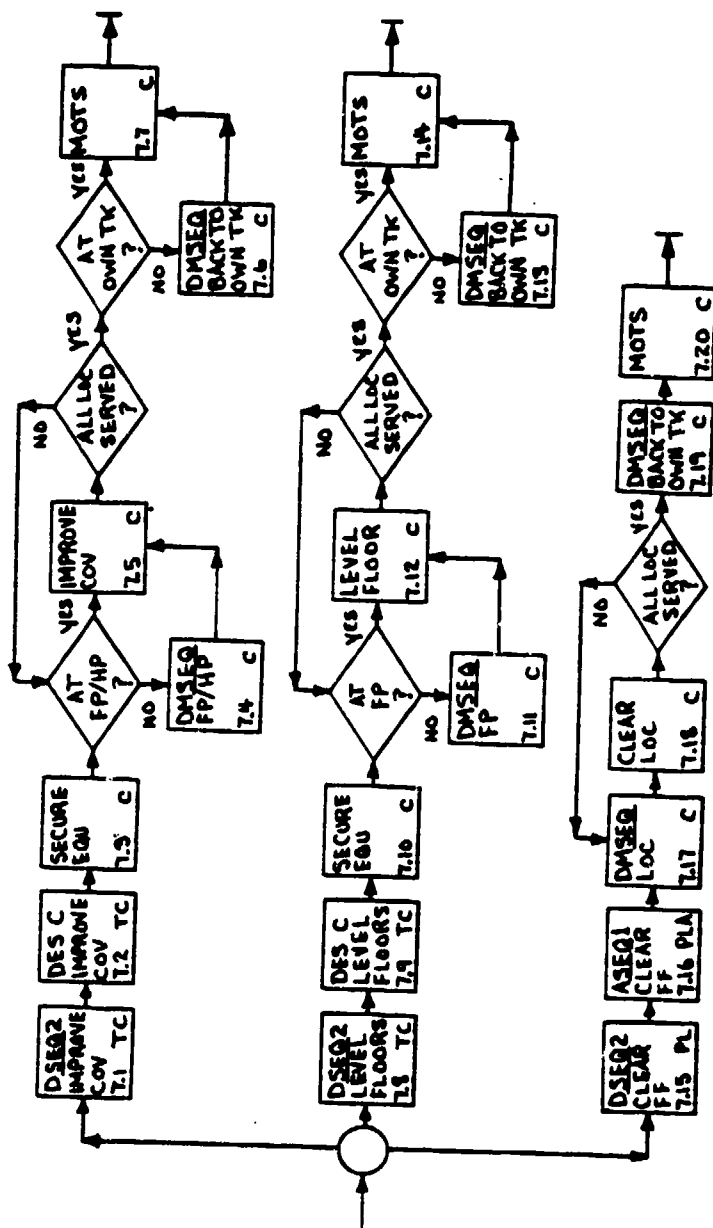 DSEQ2
IMPROVE
COV
7.1 TC
DES C
IMPROVE
COV
7.2 TC
SECURE
EQU
7.3 C
AT
FP/HP
?
YES
NO
DMSEQ
FP/HP
7.4 C
IMPROVE
COV
7.5 C
ALL LOC
SERVED
?
NO
YES
AT
OWN TK
?
YES
NO
DMSEQ
BACK TO
OWN TK
7.6 C
MOTS
7.7 C
DSEQ2
LEVEL
FLOORS
7.8 TC
DES C
LEVEL
FLOORS
7.9 TC
SECURE
EQU
7.10 C
AT
FP
?
YES
NO
DMSEQ
FP
7.11 C
LEVEL
FLOOR
7.12 C
ALL LOC
SERVED
?
NO
YES
AT
OWN TK
?
YES
NO
DMSEQ
BACK TO
OWN TK
7.13 C
MOTS
7.14 C
DSEQ2
CLEAR
FF
7.15 PL
ASEQ1
CLEAR
FF
7.16 PLA
DMSEQ
LOC
7.17 C
CLEAR
LOC
7.18 C
ALL LOC
SERVED
?
NO
YES
DMSEQ
BACK TO
OWN TK
7.19 C
MOTS
7.20 C